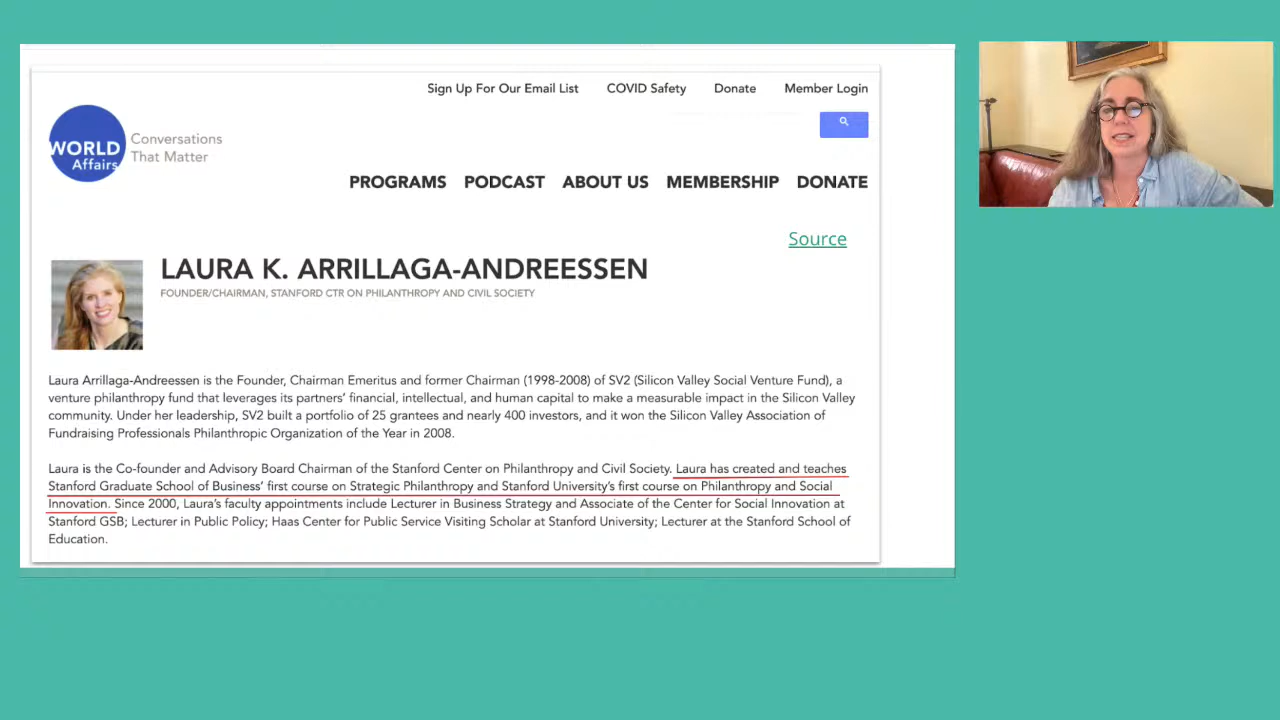 Sign Up For Our Email List COVID Safety Donate Member Login
WORLD
Affairs
Conversations
That Matter
PROGRAMS PODCAST ABOUT US MEMBERSHIP DONATE
Source
LAURA K. ARRILLAGA-ANDREESSEN
FOUNDER/CHAIRMAN, STANFORD CTR ON PHILANTHROPY AND CIVIL SOCIETY
Laura Arrillaga-Andreessen is the Founder, Chairman Emeritus and former Chairman (1998-2008) of SV2 (Silicon Valley Social Venture Fund), a
venture philanthropy fund that leverages its partners’ financial, intellectual, and human capital to make a measurable impact in the Silicon Valley
community. Under her leadership, SV2 built a portfolio of 25 grantees and nearly 400 investors, and it won the Silicon Valley Association of
Fundraising Professionals Philanthropic Organization of the Year in 2008.
Laura is the Co-founder and Advisory Board Chairman of the Stanford Center on Philanthropy and Civil Society. Laura has created and teaches
Stanford Graduate School of Business’ first course on Strategic Philanthropy and Stanford University’s first course on Philanthropy and Social
Innovation. Since 2000, Laura’s faculty appointments include Lecturer in Business Strategy and Associate of the Center for Social Innovation at
Stanford GSB; Lecturer in Public Policy; Haas Center for Public Service Visiting Scholar at Stanford University; Lecturer at the Stanford School of
Education.